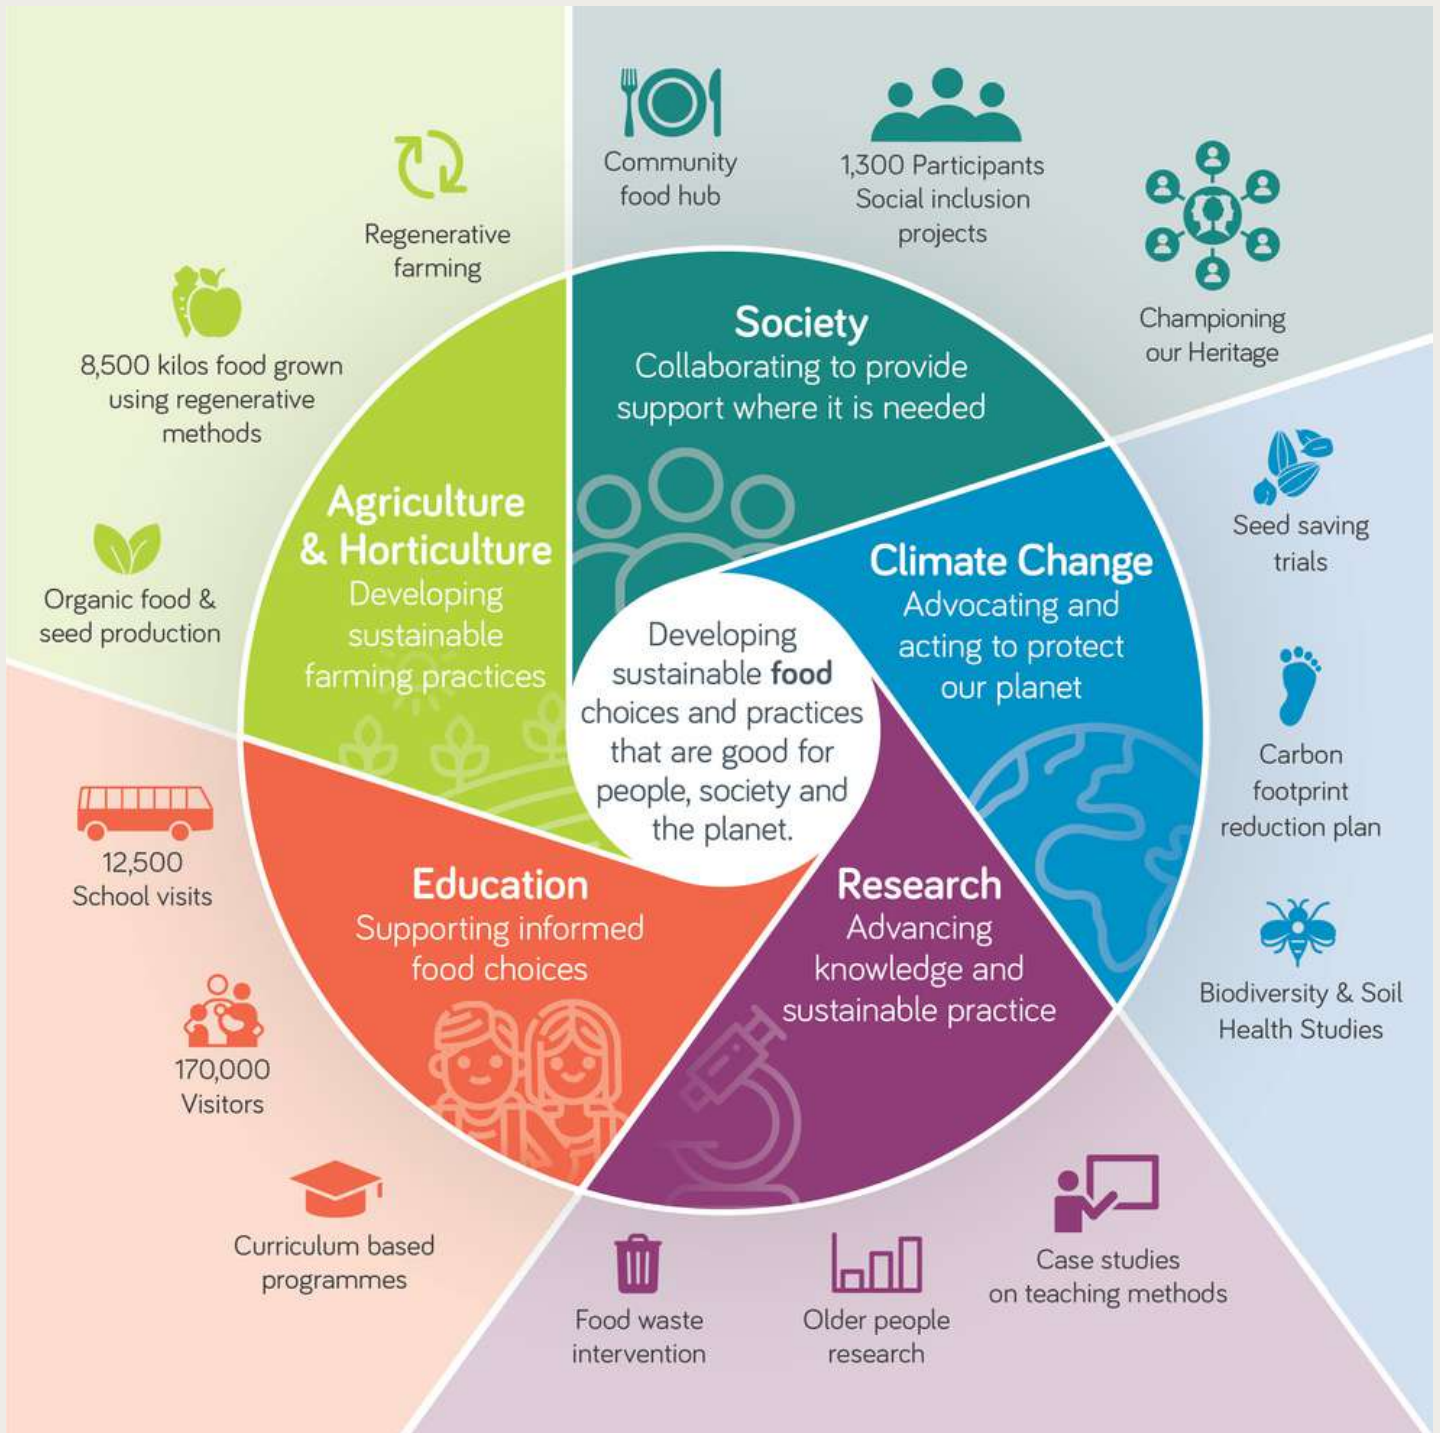 Community
food hub
1,300 Participants
Social inclusion
projects
Championing
our Heritage
Society
Collaborating to provide
support where it is needed
Regenerative
farming
8,500 kilos food grown
using regenerative
methods
Organic food &
seed production
Agriculture
& Horticulture
Developing
sustainable
farming practices
Climate Change
Advocating and
acting to protect
our planet
Seed saving
trials
Carbon
footprint
reduction plan
Biodiversity & Soil
Health Studies
Developing
sustainable food
choices and practices
that are good for
people, society and
the planet.
Education
Supporting informed
food choices
12,500
School visits
170,000
Visitors
Curriculum based
programmes
Research
Advancing
knowledge and
sustainable practice
Food waste
intervention
Older people
research
Case studies
on teaching methods